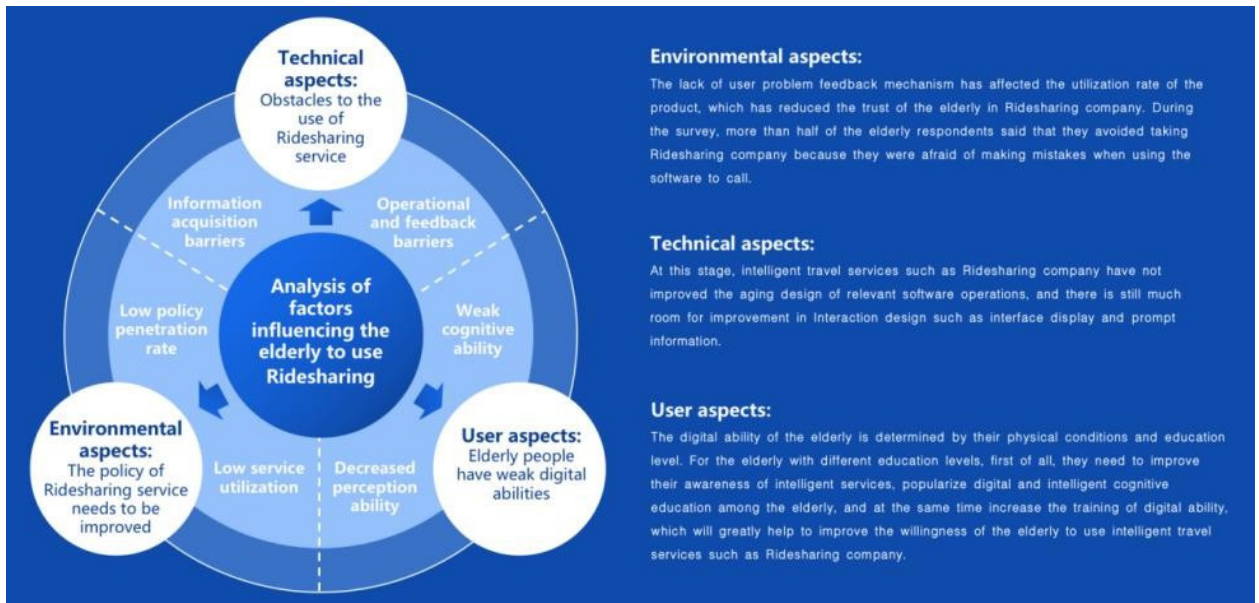 Technical
aspects:
Obstacles to the
use of
Ridesharing
service
Information
acquisition
barriers
Operational
and feedback
barriers
Analysis of
factors
influencing the
elderly to use
Ridesharing
Low policy
penetration
rate
Weak
cognitive
ability
Environmental
aspects:
The policy of
Ridesharing service
needs to be
improved
Low service
utilization
Decreased
perception
ability
User aspects:
Elderly people
have weak digital
abilities
Environmental aspects:
The lack of user problem feedback mechanism has affected the utilization rate of the
product, which has reduced the trust of the elderly in Ridesharing company. During
the survey, more than half of the elderly respondents said that they avoided taking
Ridesharing company because they were afraid of making mistakes when using the
software to call.
Technical aspects:
At this stage, intelligent travel services such as Ridesharing company have not
improved the aging design of relevant software operations, and there is still much
room for improvement in Interaction design such as interface display and prompt
information.
User aspects:
The digital ability of the elderly is determined by their physical conditions and education
level. For the elderly with different education levels, first of all, they need to improve
their awareness of intelligent services, popularize digital and intelligent cognitive
education among the elderly, and at the same time increase the training of digital ability,
which will greatly help to improve the willingness of the elderly to use intelligent travel
services such as Ridesharing company.